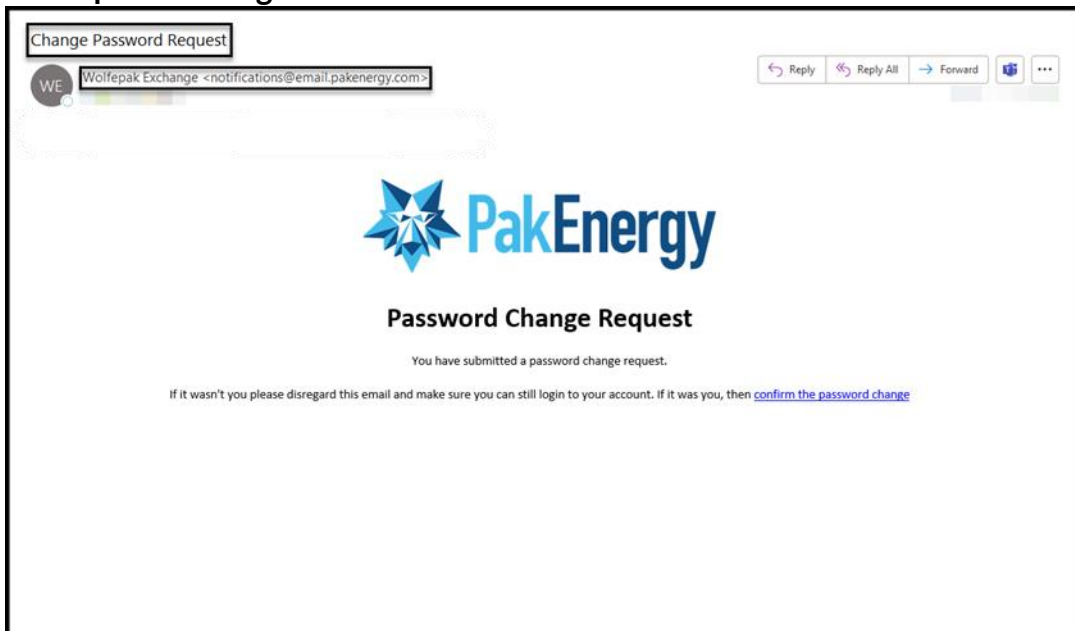 Change Password Request
WE
Wolfepak Exchange <notifications@email.pakenergy.com>
Reply
Reply All
Forward
PakEnergy
Password Change Request
You have submitted a password change request.
If it wasn't you please disregard this email and make sure you can still login to your account. If it was you, then confirm the password change